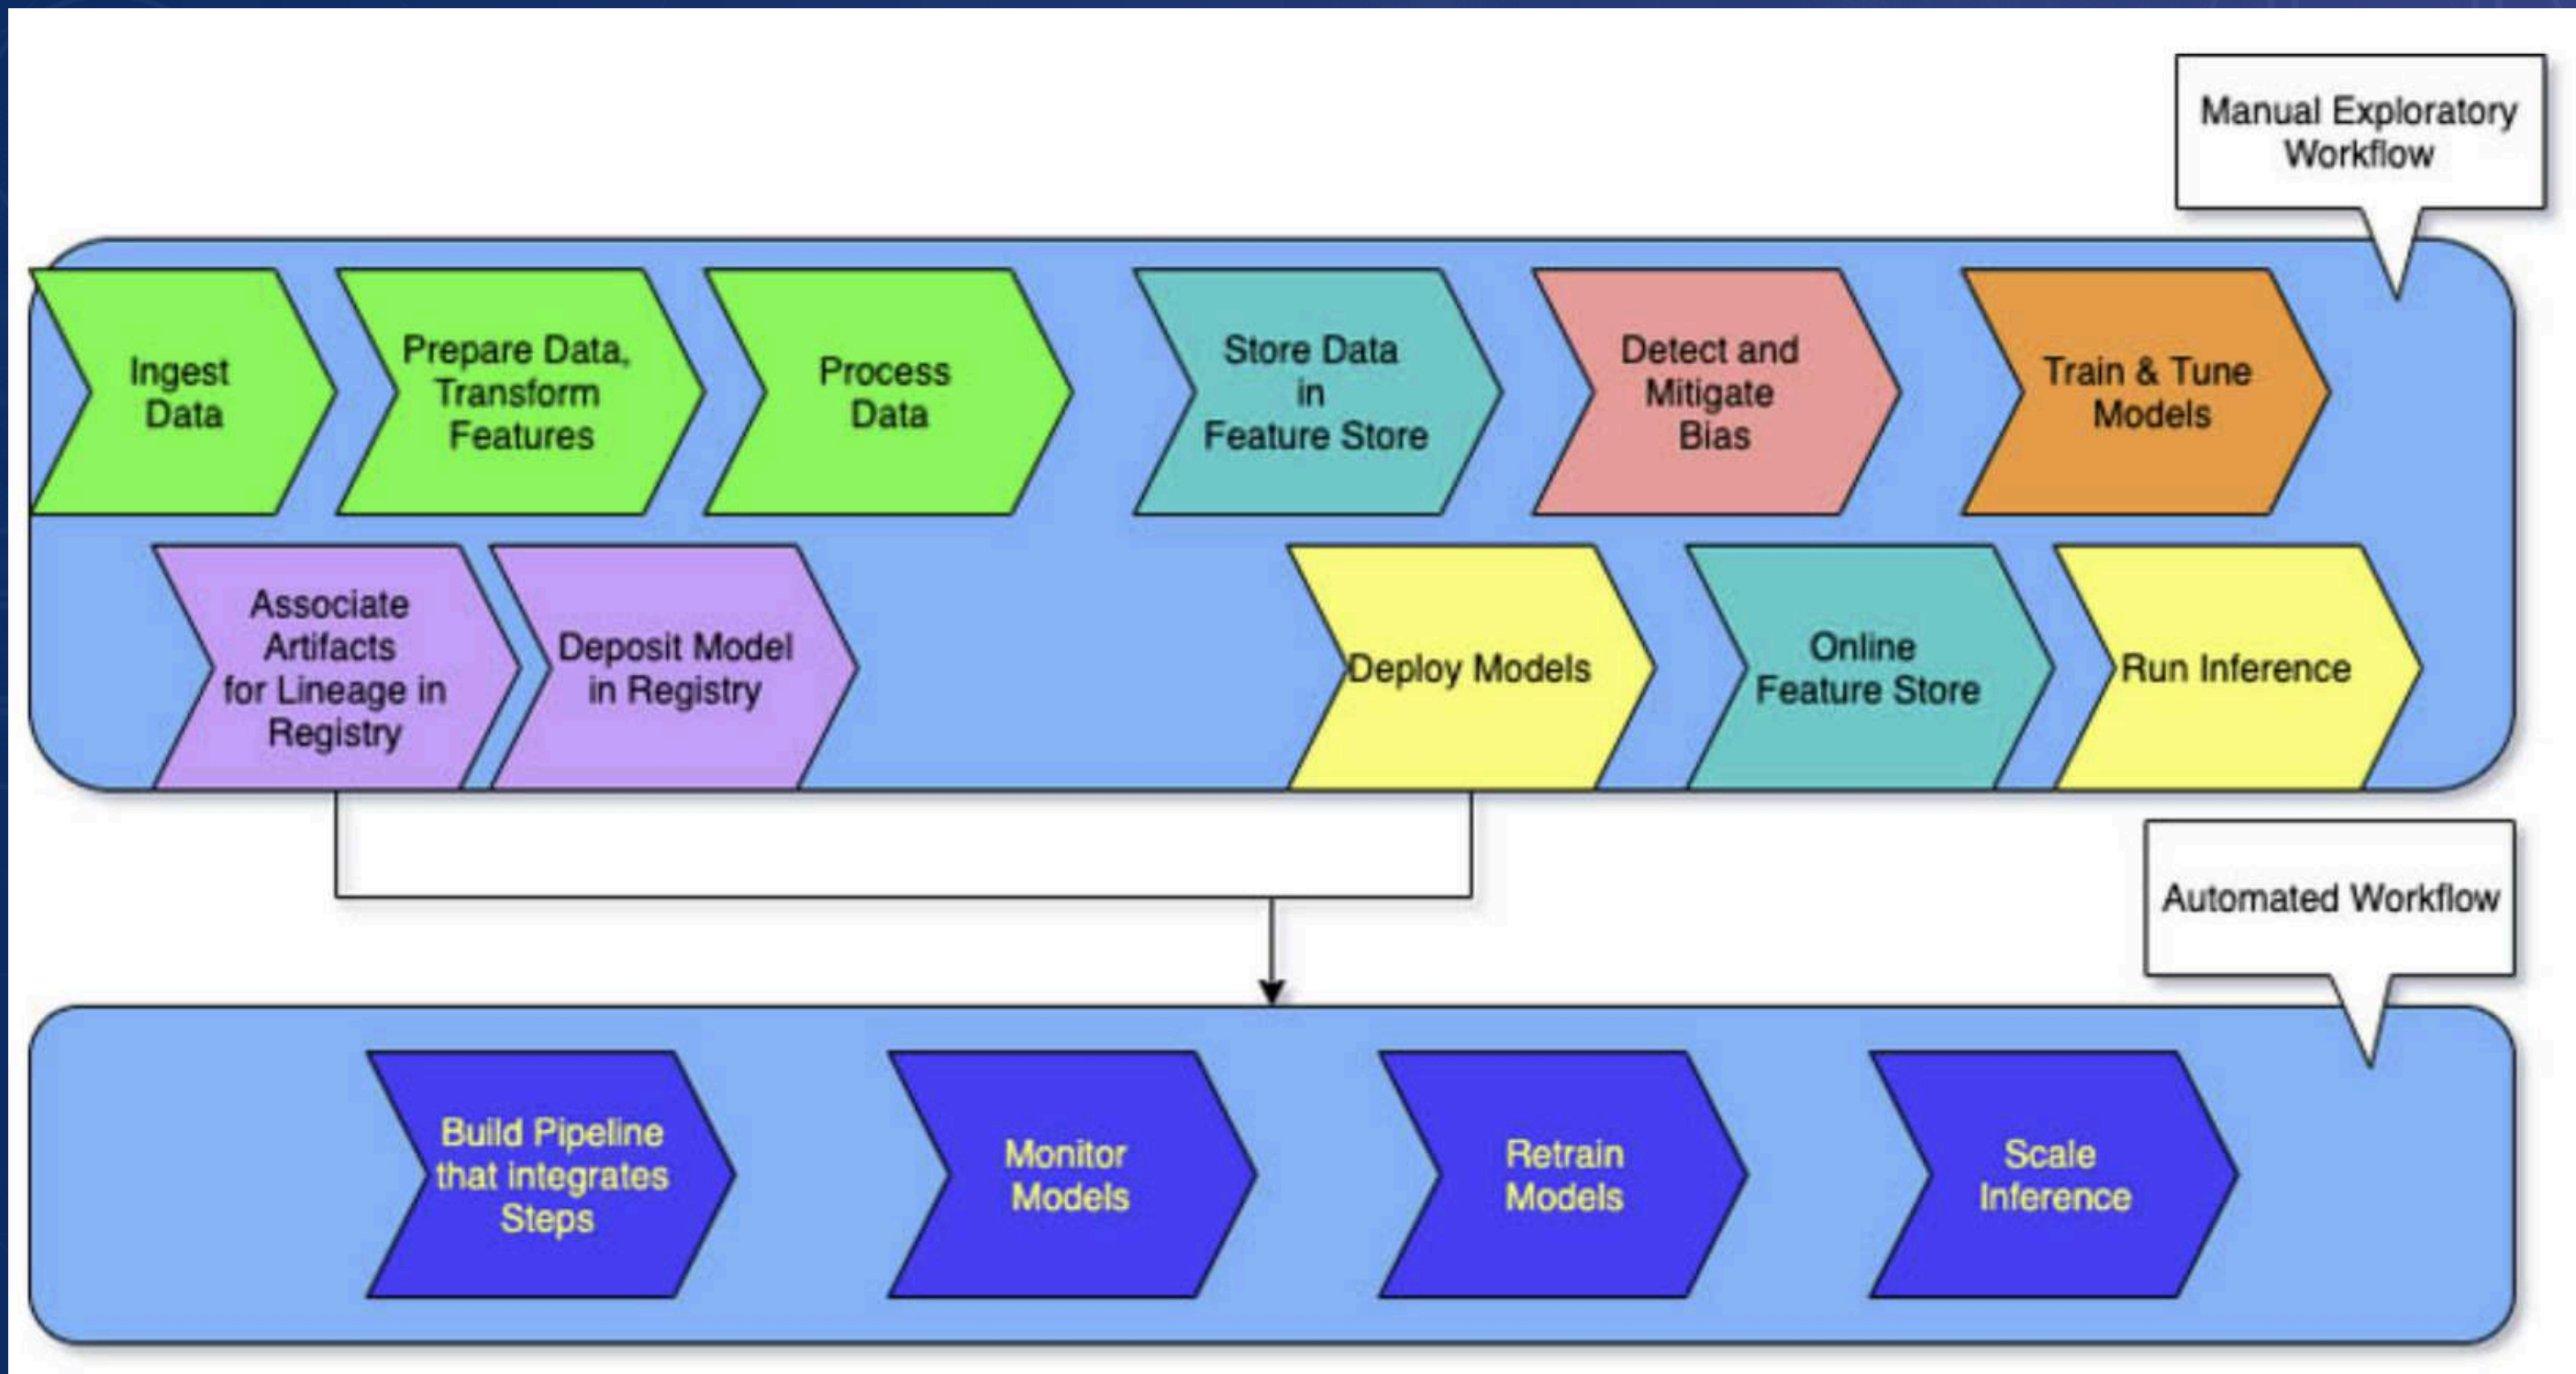 Manual Exploratory
Workflow
Ingest
Data
Prepare Data,
Transform
Features
Process
Data
Store Data
in
Feature Store
Detect and
Mitigate
Bias
Train & Tune
Models
Associate
Artifacts
for Lineage in
Registry
Deposit Model
in Registry
Deploy Models
Online
Feature Store
Run Inference
Automated Workflow
Build Pipeline
that integrates
Steps
Monitor
Models
Retrain
Models
Scale
Inference